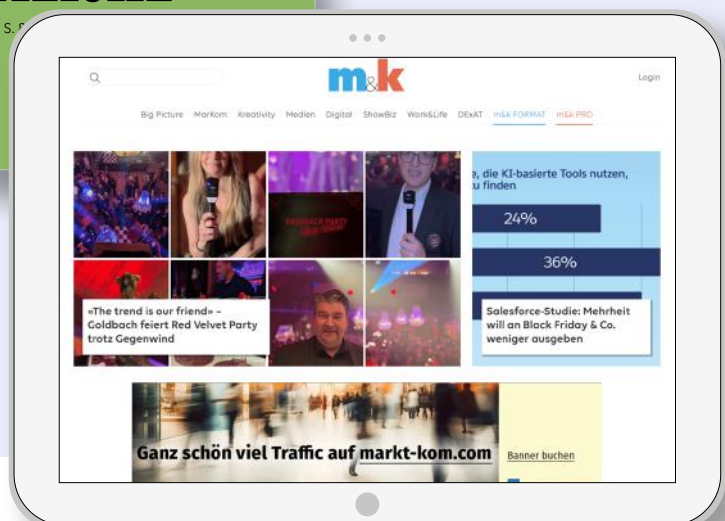 m&k
Login
Big Picture MarKom Kreativity Medien Digital ShowBiz Work&Life DExAT m&k FORMAT m&k PRO
GOLDBACH PARTY
«The trend is our friend» –
Goldbach feiert Red Velvet Party
trotz Gegenwind
, die KI-basierte Tools nutzen,
u finden
24%
36%
Salesforce-Studie: Mehrheit
will an Black Friday & Co.
weniger ausgeben
Ganz schön viel Traffic auf markt-kom.com
Banner buchen